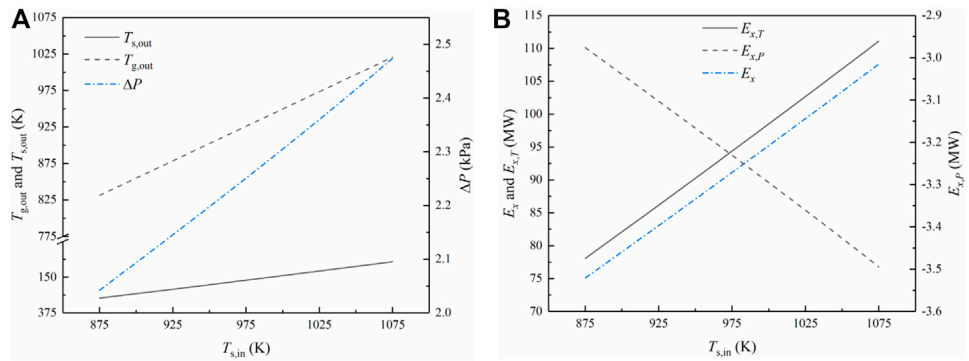 A
1075
1025
975
925
875
825
775
150
375
T_g,out and T_s,out (K)
T_s,out
T_g,out
ΔP
2.5
2.4
2.3
2.2
2.1
2.0
ΔP (kPa)
875 925 975 1025 1075
T_s,in (K)
B
115
110
105
100
95
90
85
80
75
70
E_x and E_x,T (MW)
E_x,T
E_x,P
E_x
-2.9
-3.0
-3.1
-3.2
-3.3
-3.4
-3.5
-3.6
E_x,P (MW)
875 925 975 1025 1075
T_s,in (K)